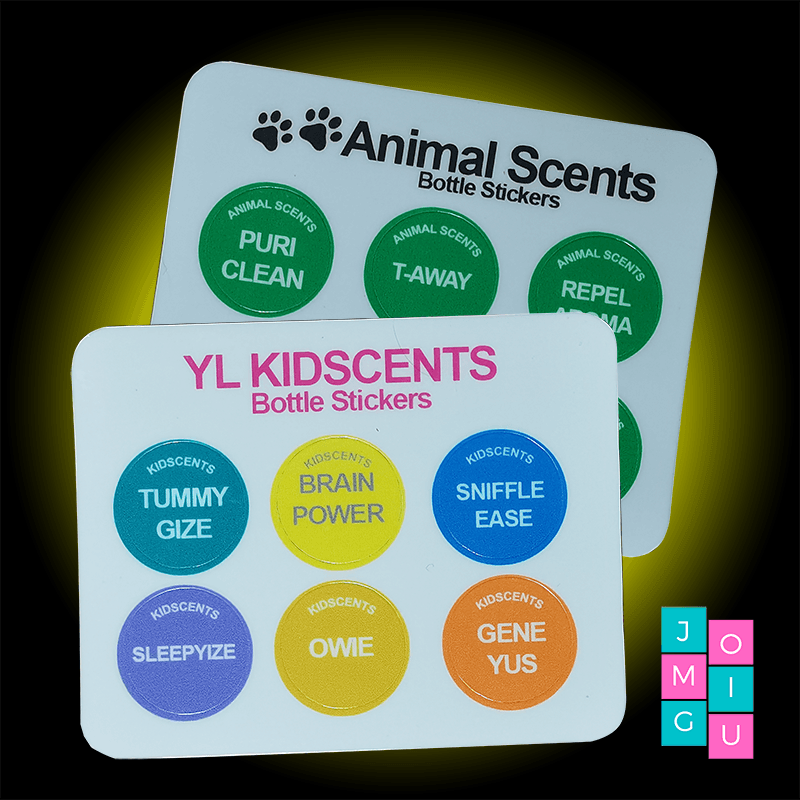 Animal Scents
Bottle Stickers
ANIMAL SCENTS
PURI
CLEAN
ANIMAL SCENTS
T-AWAY
ANIMAL SCENTS
REPEL
AROMA
YL KIDSCENTS
Bottle Stickers
KIDSCENTS
TUMMY
GIZE
KIDSCENTS
BRAIN
POWER
KIDSCENTS
SNIFFLE
EASE
KIDSCENTS
SLEEPYIZE
KIDSCENTS
OWIE
KIDSCENTS
GENE
YUS
J O
M I
G U